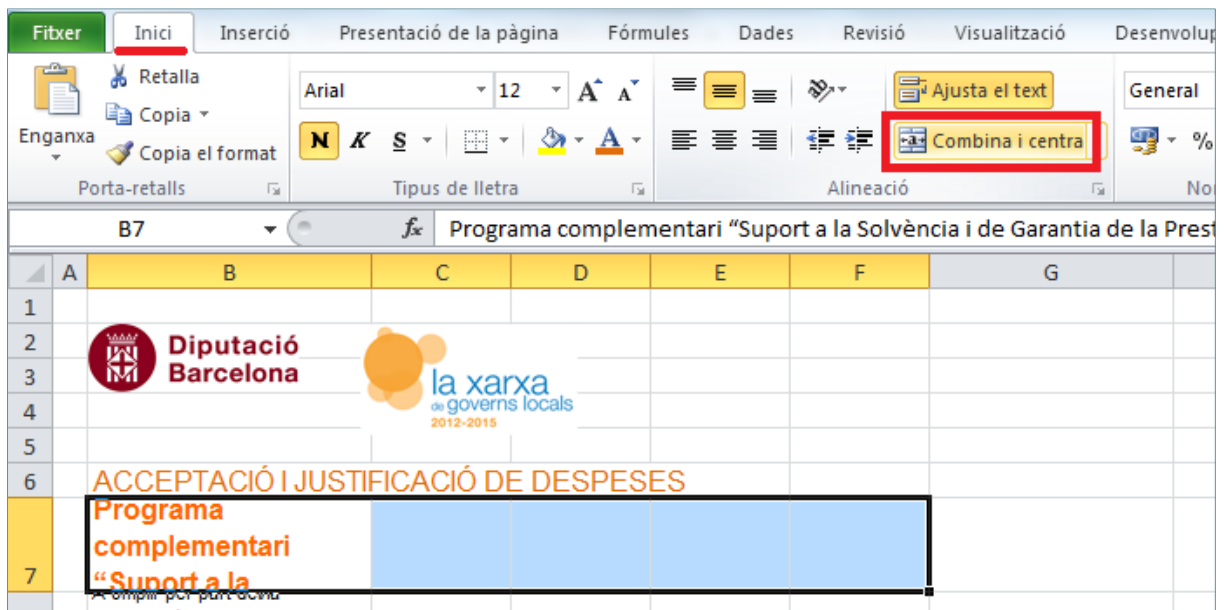 Fitxer Inici Inserció Presentació de la pàgina Fórmules Dades Revisió Visualització Desenvolup
Retalla
Copia
Copia el format
Enganxa
Arial 12 A A
N K S A
Ajusta el text
Combina i centra
General
%
Porta-retalls Tipus de lletra Alineació No
B7 fx Programa complementari “Suport a la Solvència i de Garantia de la Prest
A B C D E F G
1
2
3
4
5
6
7
Diputació
Barcelona
la xarxa
de governs locals
2012-2015
ACCEPTACIÓ I JUSTIFICACIÓ DE DESPESES
Programa
complementari
“Suport a la